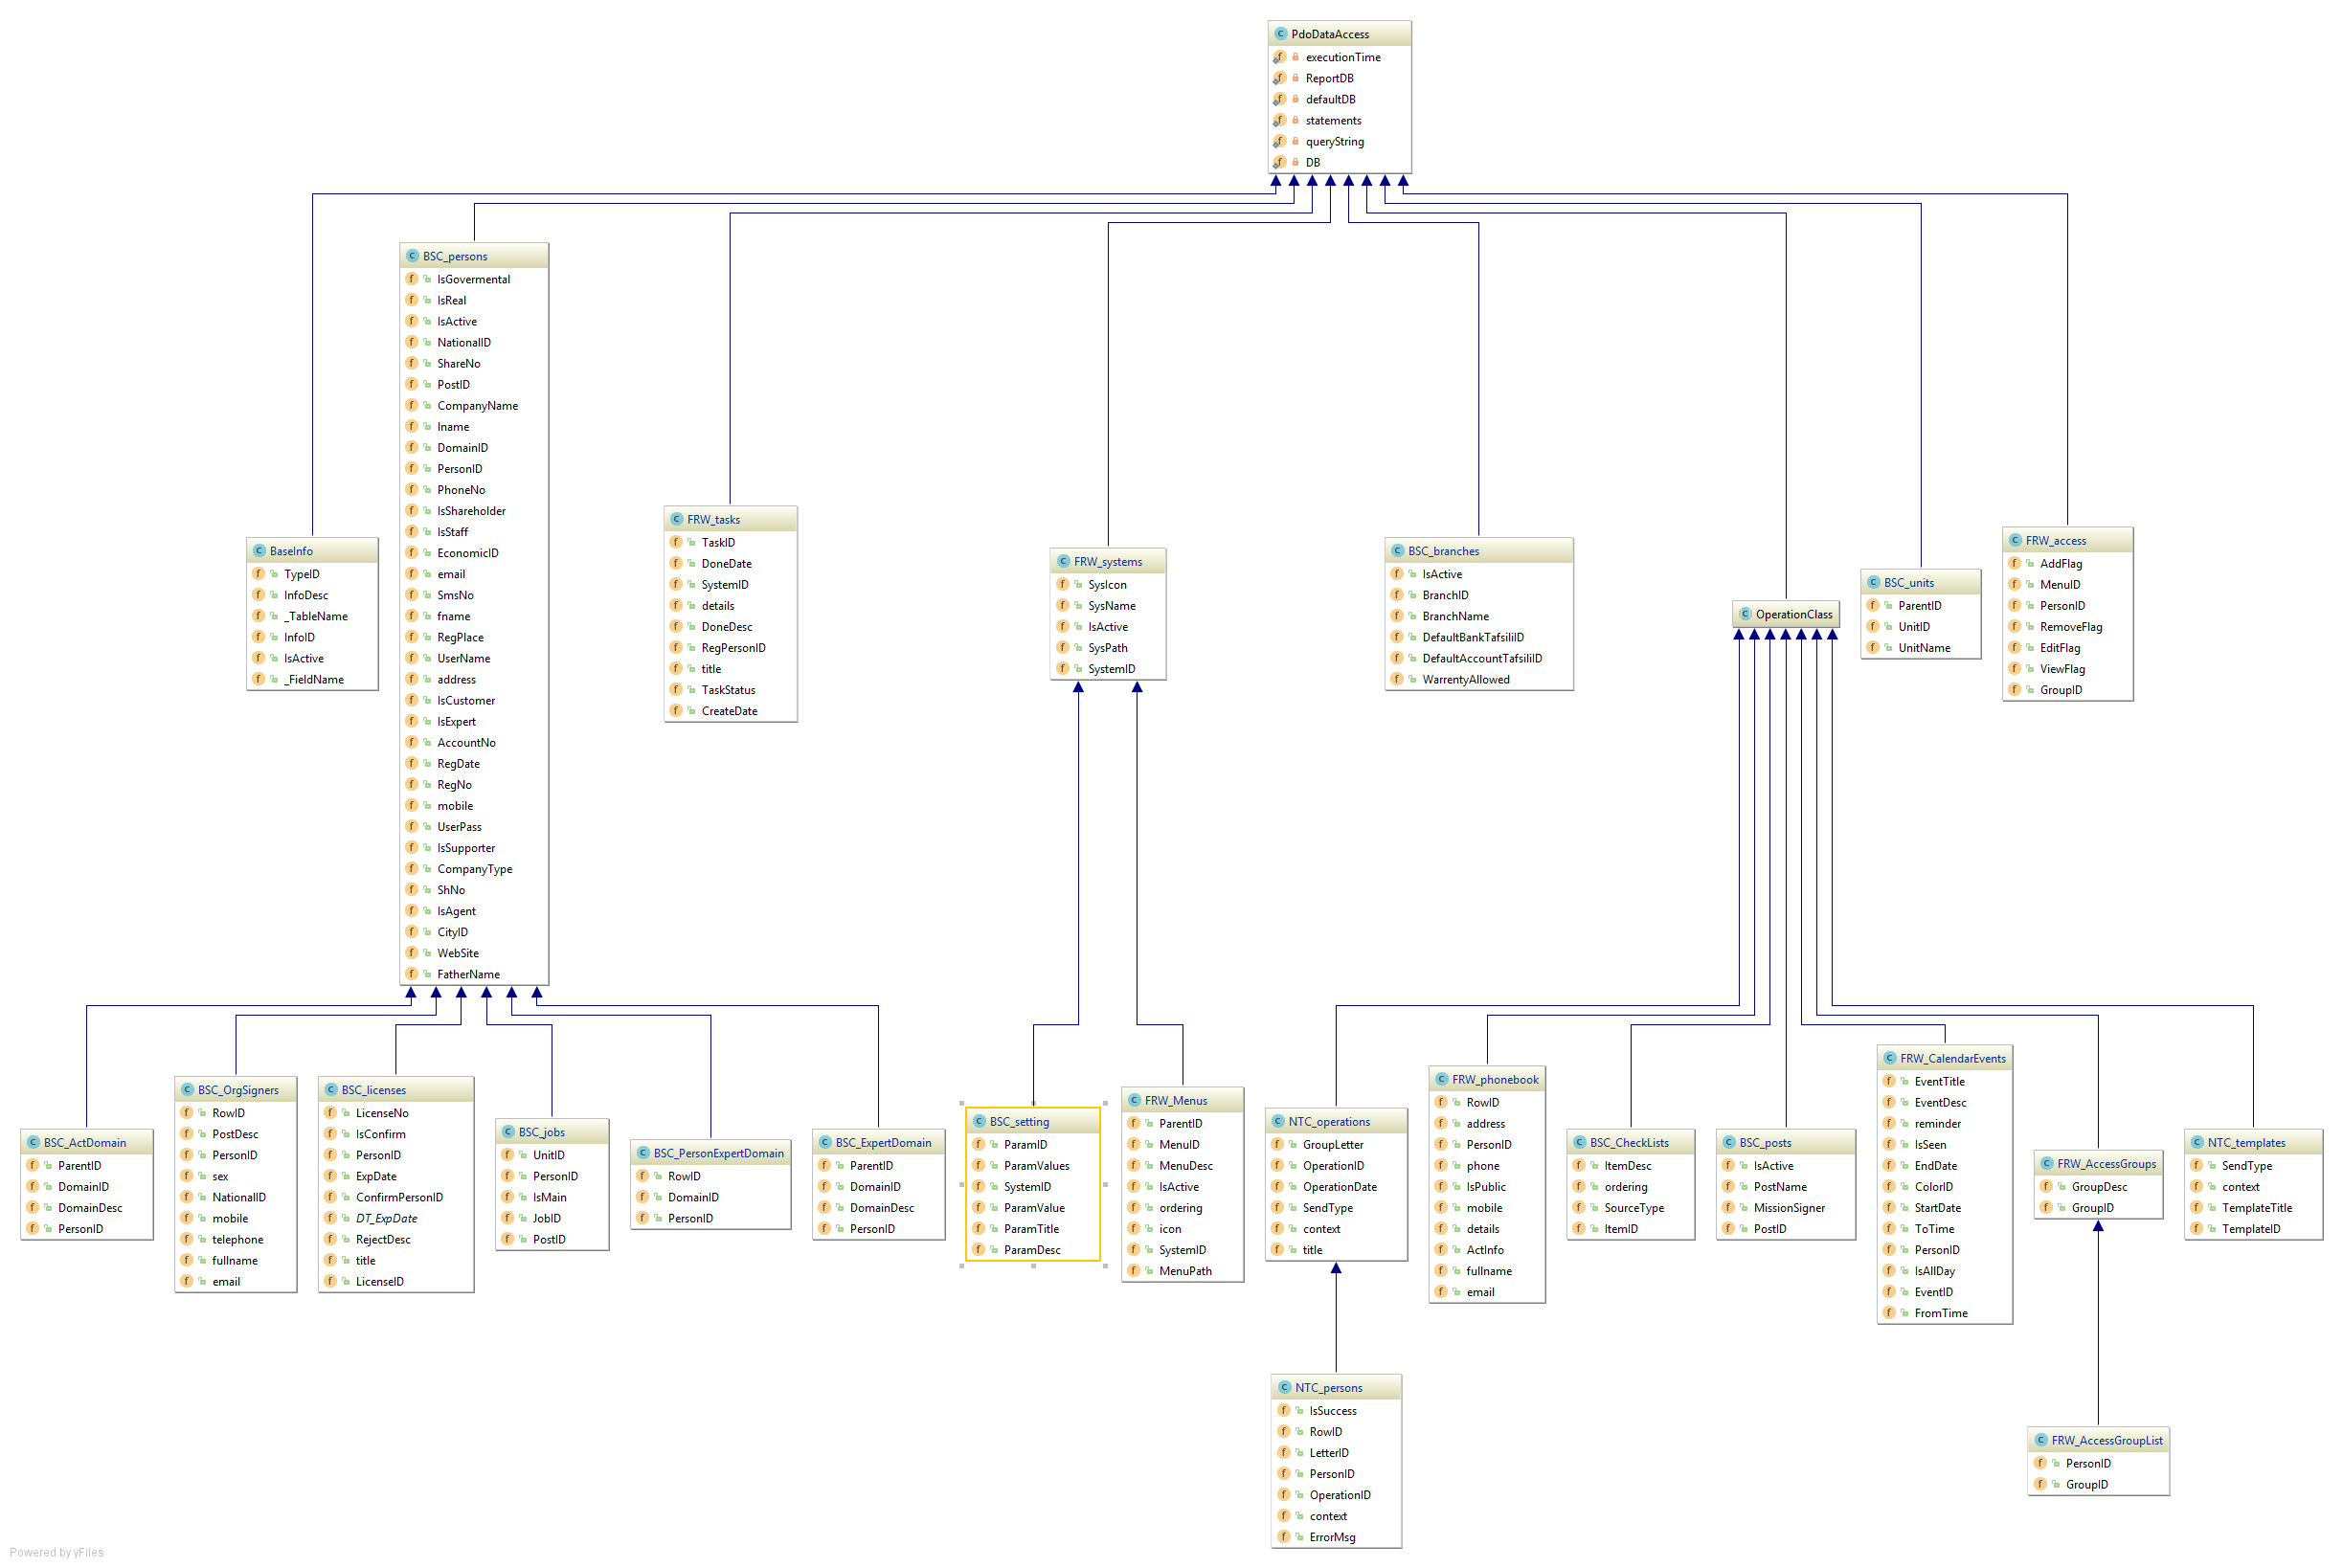 PdoDataAccess
executionTime
ReportDB
defaultDB
statements
queryString
DB
BSC_persons
IsGovermental
IsReal
IsActive
NationalID
ShareNo
PostID
CompanyName
lname
DomainID
PersonID
PhoneNo
IsShareholder
IsStaff
EconomicID
email
SmsNo
fname
RegPlace
UserName
address
IsCustomer
IsExpert
AccountNo
RegDate
RegNo
mobile
UserPass
IsSupporter
CompanyType
ShNo
IsAgent
CityID
WebSite
FatherName
BaseInfo
TypeID
InfoDesc
_TableName
InfoID
IsActive
_FieldName
FRW_tasks
TaskID
DoneDate
SystemID
details
DoneDesc
RegPersonID
title
TaskStatus
CreateDate
FRW_systems
SysIcon
SysName
IsActive
SysPath
SystemID
BSC_branches
IsActive
BranchID
BranchName
DefaultBankTafsiliID
DefaultAccountTafsiliID
WarrentyAllowed
OperationClass
BSC_units
ParentID
UnitID
UnitName
FRW_access
AddFlag
MenuID
PersonID
RemoveFlag
EditFlag
ViewFlag
GroupID
BSC_ActDomain
ParentID
DomainID
DomainDesc
PersonID
BSC_OrgSigners
RowID
PostDesc
PersonID
sex
NationalID
mobile
telephone
fullname
email
BSC_licenses
LicenseNo
IsConfirm
PersonID
ExpDate
ConfirmPersonID
DT_ExpDate
RejectDesc
title
LicenseID
BSC_jobs
UnitID
PersonID
IsMain
JobID
PostID
BSC_PersonExpertDomain
RowID
DomainID
PersonID
BSC_ExpertDomain
ParentID
DomainID
DomainDesc
PersonID
BSC_setting
ParamID
ParamValues
SystemID
ParamValue
ParamTitle
ParamDesc
FRW_Menus
ParentID
MenuID
MenuDesc
IsActive
ordering
icon
SystemID
MenuPath
NTC_operations
GroupLetter
OperationID
OperationDate
SendType
context
title
FRW_phonebook
RowID
address
PersonID
phone
IsPublic
mobile
details
ActInfo
fullname
email
BSC_CheckLists
ItemDesc
ordering
SourceType
ItemID
BSC_posts
IsActive
PostName
MissionSigner
PostID
FRW_CalendarEvents
EventTitle
EventDesc
reminder
IsSeen
EndDate
ColorID
StartDate
ToTime
PersonID
IsAllDay
EventID
FromTime
FRW_AccessGroups
GroupDesc
GroupID
NTC_templates
SendType
context
TemplateTitle
TemplateID
NTC_persons
IsSuccess
RowID
LetterID
PersonID
OperationID
context
ErrorMsg
FRW_AccessGroupList
PersonID
GroupID
Powered by yFiles